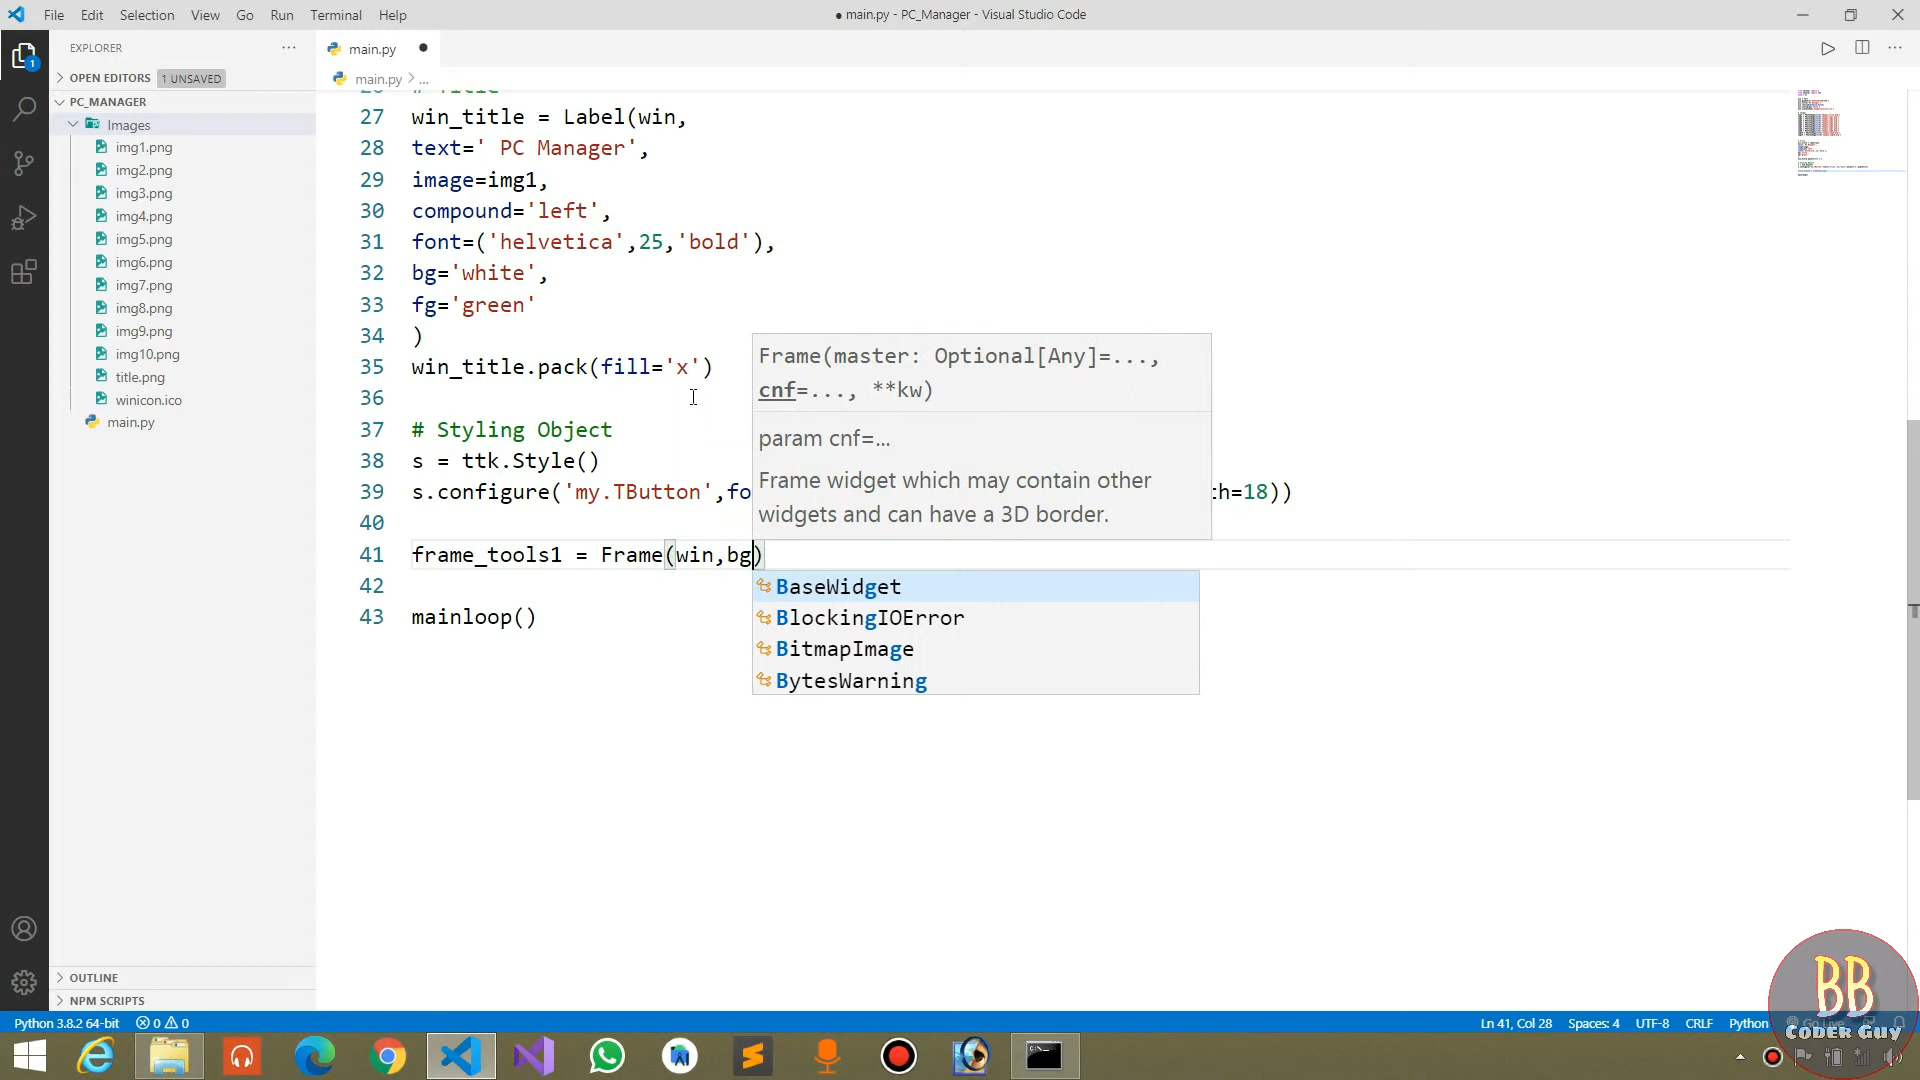 File Edit Selection View Go Run Terminal Help
● main.py - PC_Manager - Visual Studio Code
EXPLORER
OPEN EDITORS 1 UNSAVED
PC_MANAGER
Images
img1.png
img2.png
img3.png
img4.png
img5.png
img6.png
img7.png
img8.png
img9.png
img10.png
title.png
winicon.ico
main.py
OUTLINE
NPM SCRIPTS
1
main.py
main.py > ...
27 win_title = Label(win,
28 text=' PC Manager',
29 image=img1,
30 compound='left',
31 font=('helvetica',25,'bold'),
32 bg='white',
33 fg='green'
34 )
35 win_title.pack(fill='x')
36
37 # Styling Object
38 s = ttk.Style()
39 s.configure('my.TButton',fo
th=18))
40
41 frame_tools1 = Frame(win,bg)
42
43 mainloop()
Frame(master: Optional[Any]=...,
cnf=..., **kw)
param cnf=...
Frame widget which may contain other
widgets and can have a 3D border.
BaseWidget
BlockingIOError
BitmapImage
BytesWarning
Python 3.8.2 64-bit 0 0
Ln 41, Col 28 Spaces: 4 UTF-8 CRLF Python Go Live
BB
CODER GUY